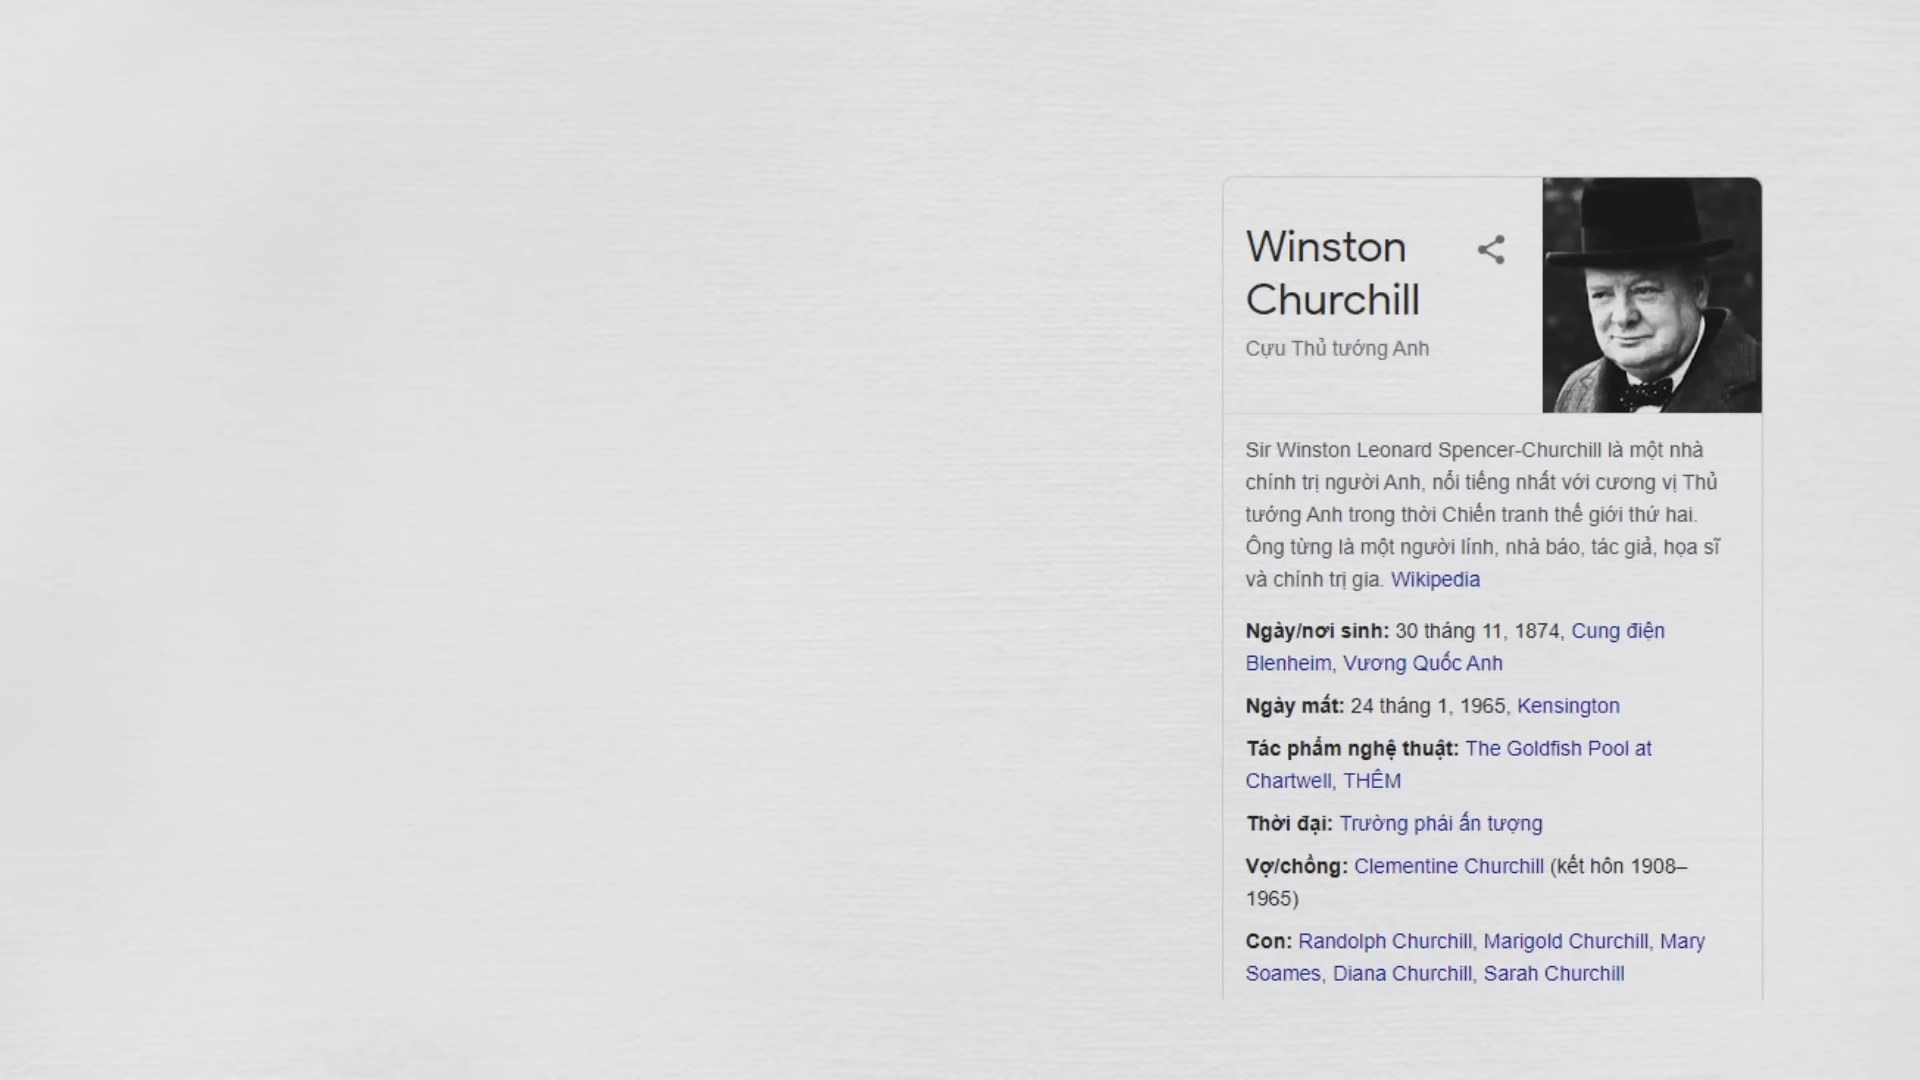 Winston
Churchill
Cựu Thủ tướng Anh
Sir Winston Leonard Spencer-Churchill là một nhà
chính trị người Anh, nổi tiếng nhất với cương vị Thủ
tướng Anh trong thời Chiến tranh thế giới thứ hai.
Ông từng là một người lính, nhà báo, tác giả, họa sĩ
và chính trị gia. Wikipedia
Ngày/nơi sinh: 30 tháng 11, 1874, Cung điện
Blenheim, Vương Quốc Anh
Ngày mất: 24 tháng 1, 1965, Kensington
Tác phẩm nghệ thuật: The Goldfish Pool at
Chartwell, THÊM
Thời đại: Trường phái ấn tượng
Vợ/chồng: Clementine Churchill (kết hôn 1908–
1965)
Con: Randolph Churchill, Marigold Churchill, Mary
Soames, Diana Churchill, Sarah Churchill